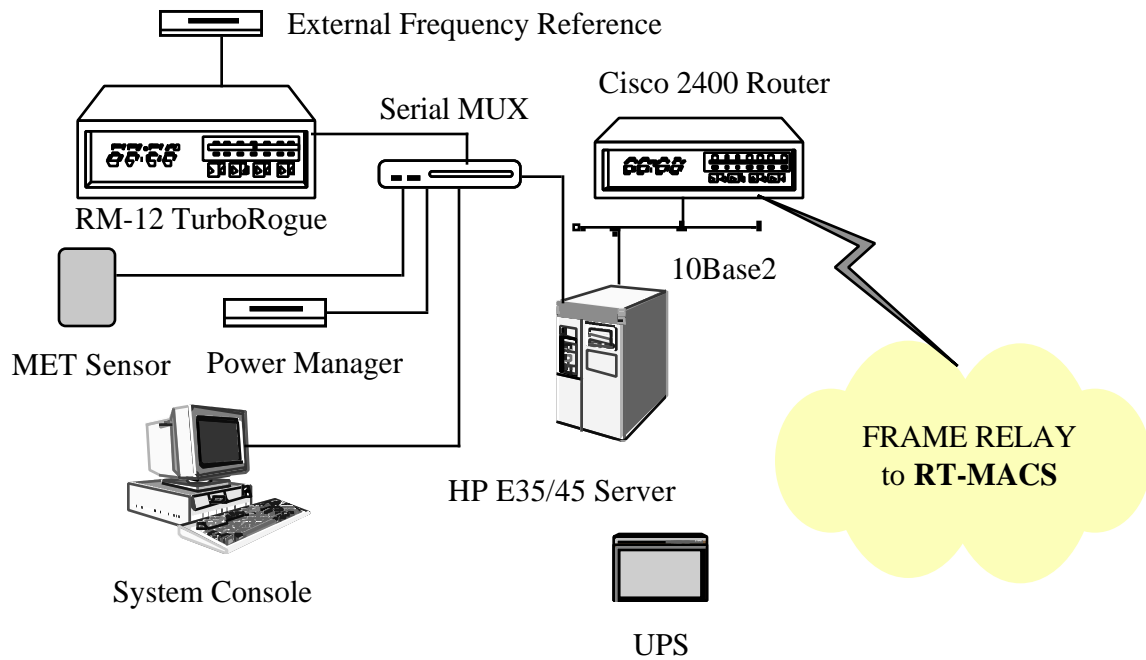 External Frequency Reference
Cisco 2400 Router
Serial MUX
RM-12 TurboRogue
10Base2
MET Sensor
Power Manager
FRAME RELAY
to RT-MACS
HP E35/45 Server
System Console
UPS